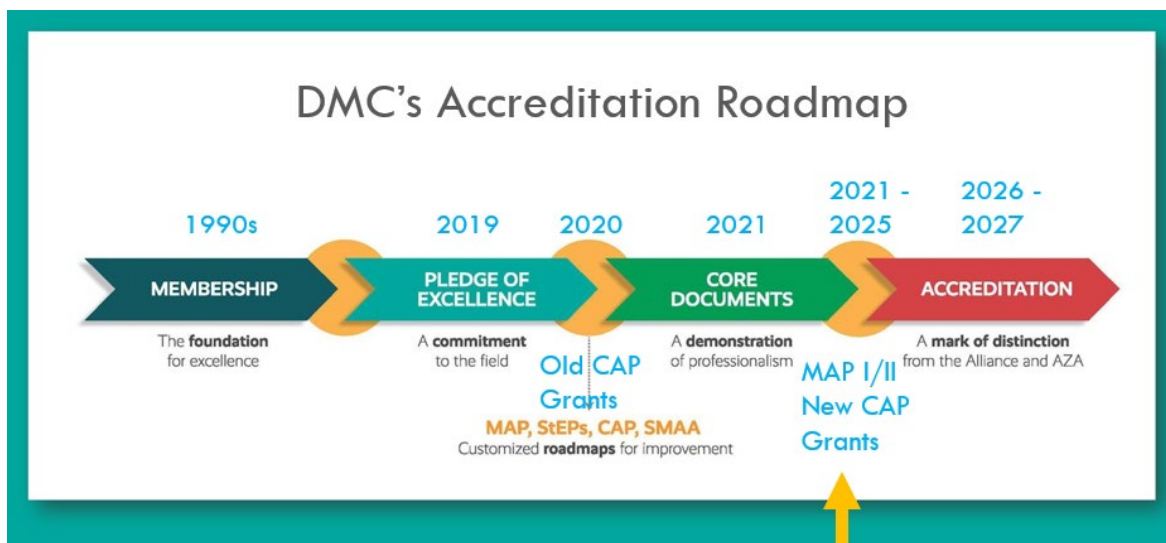 DMC's Accreditation Roadmap
1990s
2019
2020
2021
2021 -
2025
2026 -
2027
MEMBERSHIP
PLEDGE OF
EXCELLENCE
CORE
DOCUMENTS
ACCREDITATION
The foundation
for excellence
A commitment
to the field
A demonstration
of professionalism
A mark of distinction
from the Alliance and AZA
Old CAP
Grants
MAP I/II
New CAP
Grants
MAP, StEPs, CAP, SMAA
Customized roadmaps for improvement